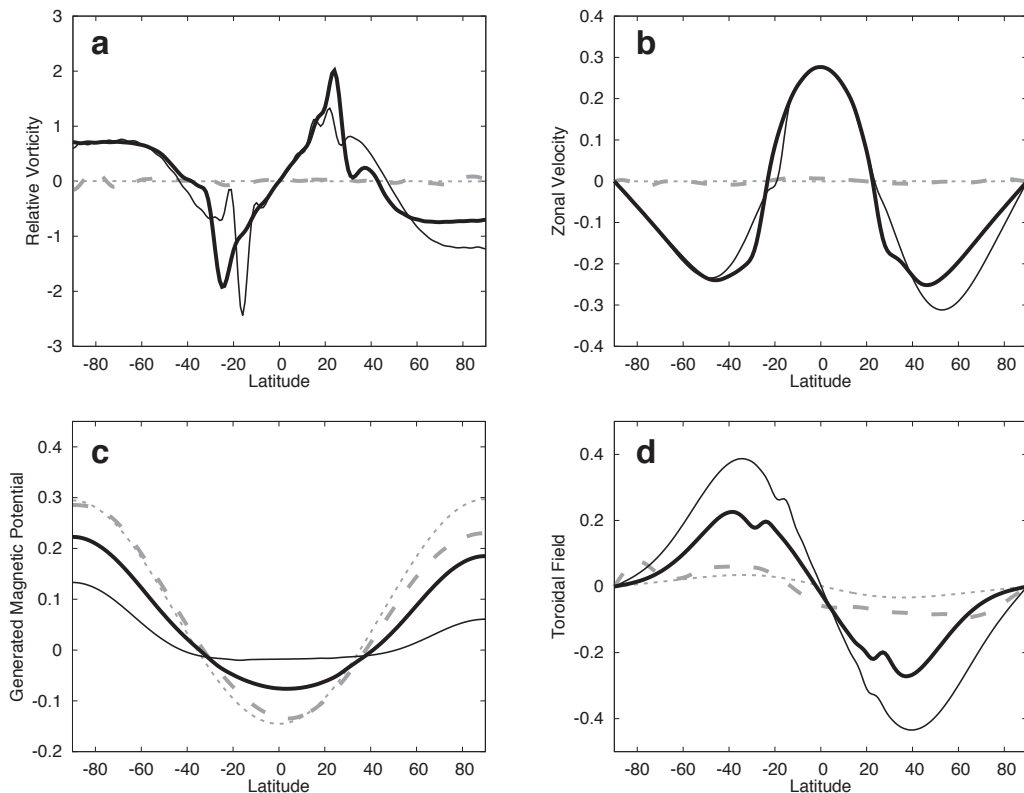 a
Relative Vorticity
3
2
1
0
-1
-2
-3
-80 -60 -40 -20 0 20 40 60 80
Latitude
b
Zonal Velocity
0.4
0.3
0.2
0.1
0
-0.1
-0.2
-0.3
-0.4
-80 -60 -40 -20 0 20 40 60 80
Latitude
c
Generated Magnetic Potential
0.4
0.3
0.2
0.1
0
-0.1
-0.2
-80 -60 -40 -20 0 20 40 60 80
Latitude
d
Toroidal Field
0.4
0.2
0
-0.2
-0.4
-80 -60 -40 -20 0 20 40 60 80
Latitude